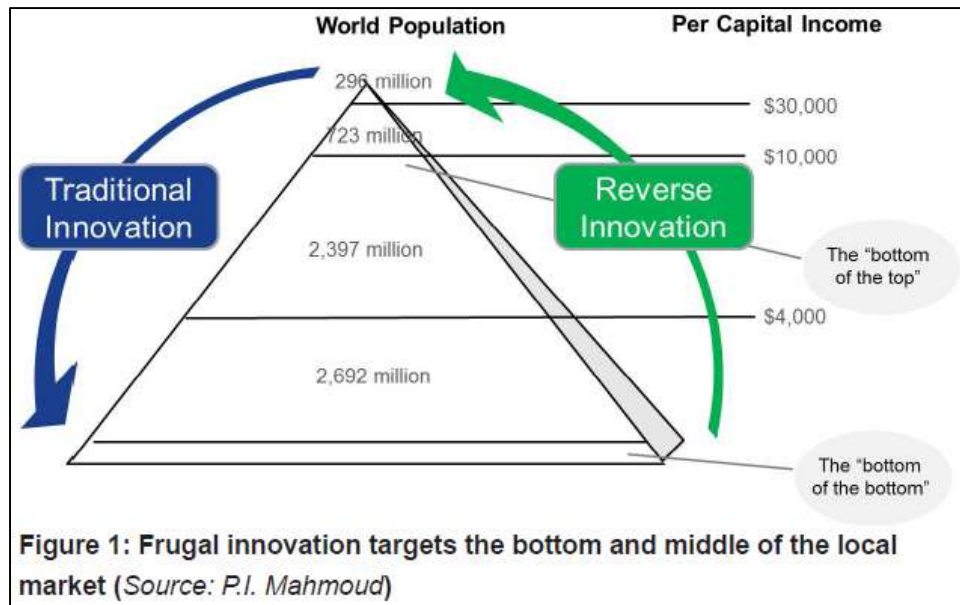 World Population
Per Capital Income
296 million
$30,000
723 million
$10,000
Traditional
Innovation
Reverse
Innovation
2,397 million
The “bottom
of the top”
$4,000
2,692 million
The “bottom
of the bottom”
Figure 1: Frugal innovation targets the bottom and middle of the local
market (Source: P.I. Mahmoud)